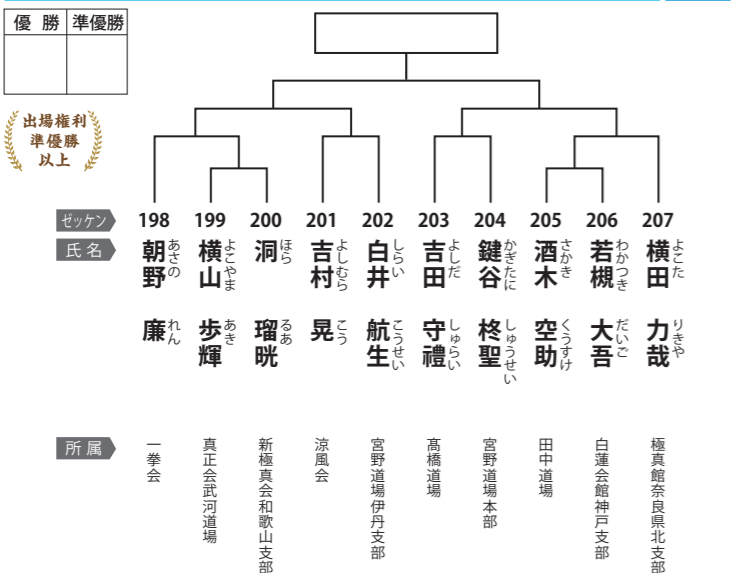 優 勝 準優勝
出場権利
準優勝
以上
ゼッケン 198 199 200 201 202 203 204 205 206 207
氏 名
朝野 廉 あさの れん
横山 歩輝 よこやま あき
洞 瑠晄 ほら るあ
吉村 晃 よしむら こう
白井 航生 しらい こうせい
吉田 守禮 よしだ しゅらい
鍵谷 柊聖 かぎたに しゅうせい
酒木 空助 さかき くうすけ
若槻 大吾 わかつき だいご
横田 力哉 よこた りきや
所 属
一拳会
真正会武河道場
新極真会和歌山支部
涼風会
宮野道場伊丹支部
髙橋道場
宮野道場本部
田中道場
白蓮会館神戸支部
極真館奈良県北支部